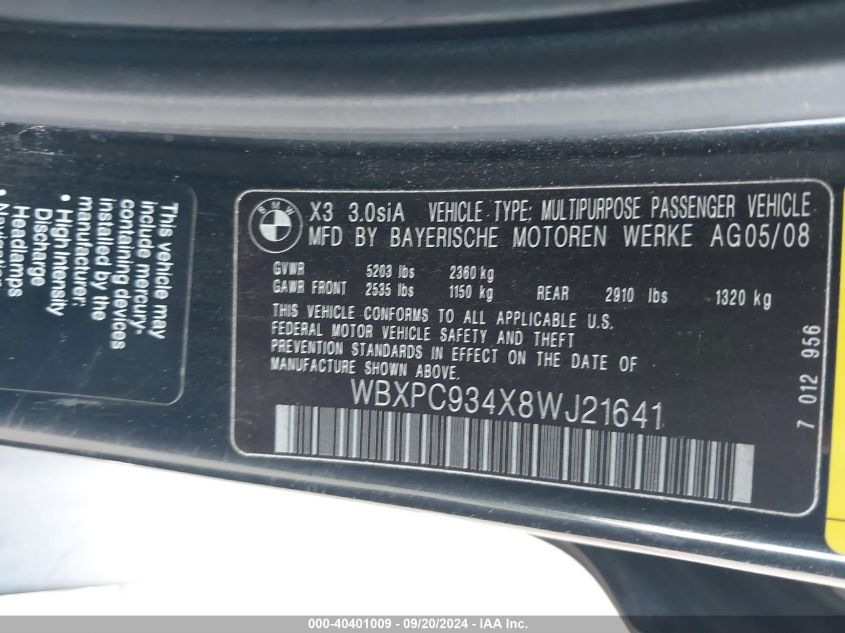 BMW
X3 3.0siA VEHICLE TYPE: MULTIPURPOSE PASSENGER VEHICLE
MFD BY BAYERISCHE MOTOREN WERKE AG05/08
GVWR 5203 lbs 2360 kg
GAWR FRONT 2535 lbs 1150 kg REAR 2910 lbs 1320 kg
THIS VEHICLE CONFORMS TO ALL APPLICABLE U.S.
FEDERAL MOTOR VEHICLE SAFETY AND THEFT
PREVENTION STANDARDS IN EFFECT ON THE DATE OF
MANUFACTURE SHOWN ABOVE.
WBXPC934X8WJ21641
7 012 956
This vehicle may
include mercury-
containing devices
installed by the
manufacturer:
• High Intensity
Discharge
Headlamps
000-40401009 - 09/20/2024 - IAA Inc.